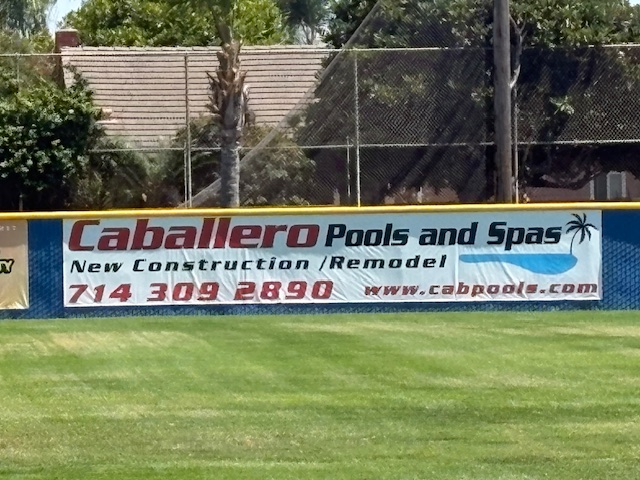 Caballero Pools and Spas
New Construction /Remodel
714 309 2890 www.cabpools.com